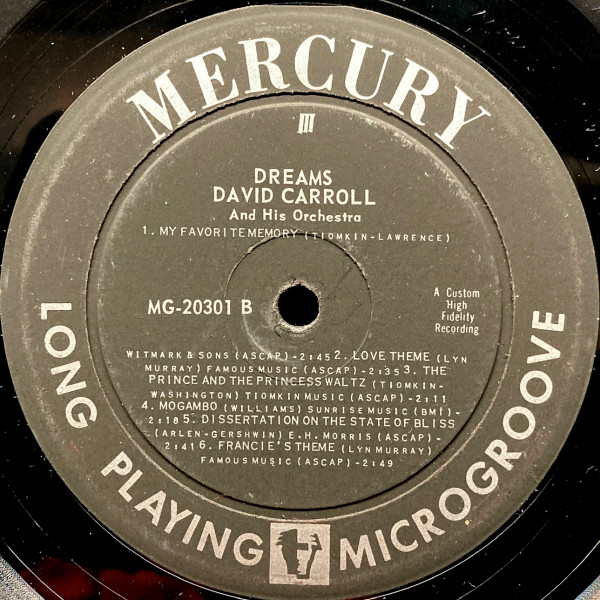 MERCURY
III
DREAMS
DAVID CARROLL
And His Orchestra
1. MY FAVORITE MEMORY (TIOMKIN-LAWRENCE)
MG-20301 B
A Custom
High
Fidelity
Recording
WITMARK & SONS (ASCAP)-2:45 2. LOVE THEME (LYN
MURRAY) FAMOUS MUSIC (ASCAP)-2:35 3. THE
PRINCE AND THE PRINCESS WALTZ (TIOMKIN-
WASHINGTON) TIOMKIN MUSIC (ASCAP)-2:11
4. MOGAMBO (WILLIAMS) SUNRISE MUSIC (BMI)-
2:18 5. DISSERTATION ON THE STATE OF BLISS
(ARLEN-GERSHWIN) E.H. MORRIS (ASCAP)-
2:41 6. FRANCIE'S THEME (LYN MURRAY)
FAMOUS MUSIC (ASCAP)-2:49
LONG PLAYING MICROGROOVE